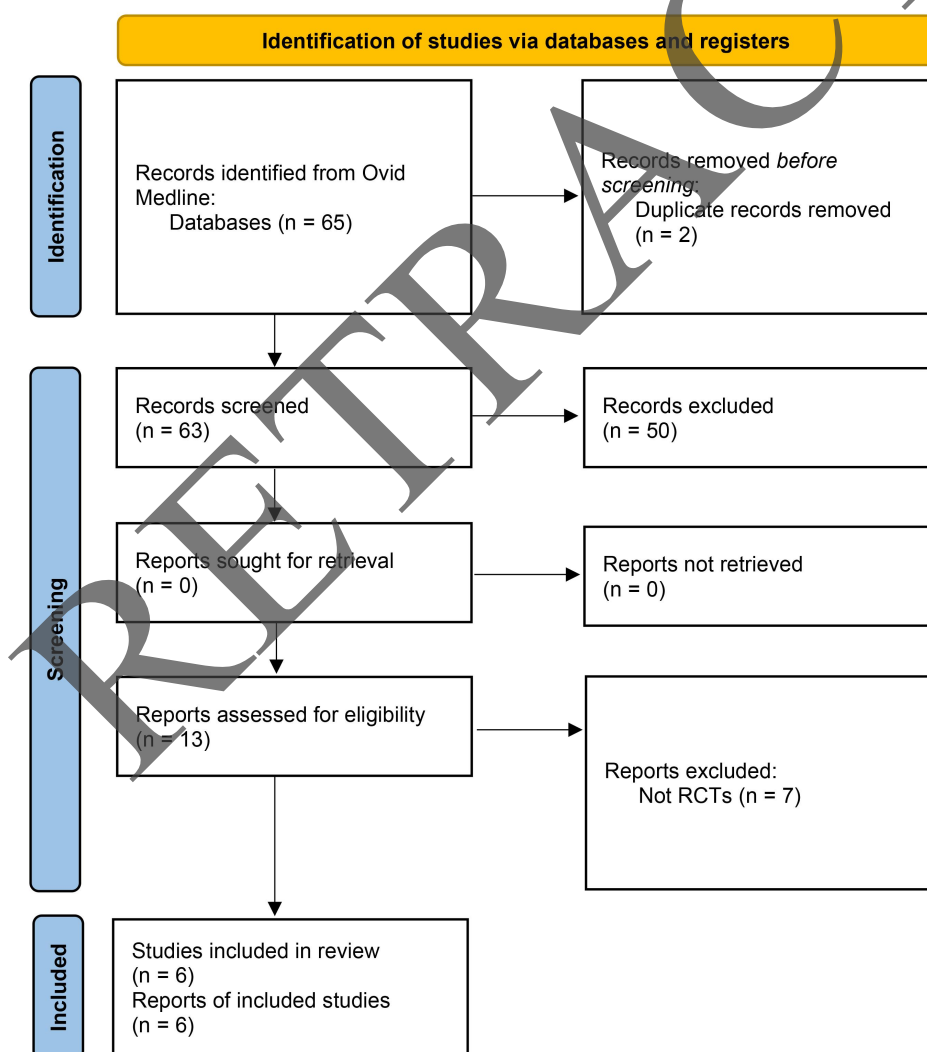 Identification of studies via databases and registers
Identification
Records identified from Ovid
Medline:
Databases (n = 65)
Records removed before
screening:
Duplicate records removed
(n = 2)
Screening
Records screened
(n = 63)
Records excluded
(n = 50)
Reports sought for retrieval
(n = 0)
Reports not retrieved
(n = 0)
Reports assessed for eligibility
(n = 13)
Reports excluded:
Not RCTs (n = 7)
Included
Studies included in review
(n = 6)
Reports of included studies
(n = 6)
RETRAC